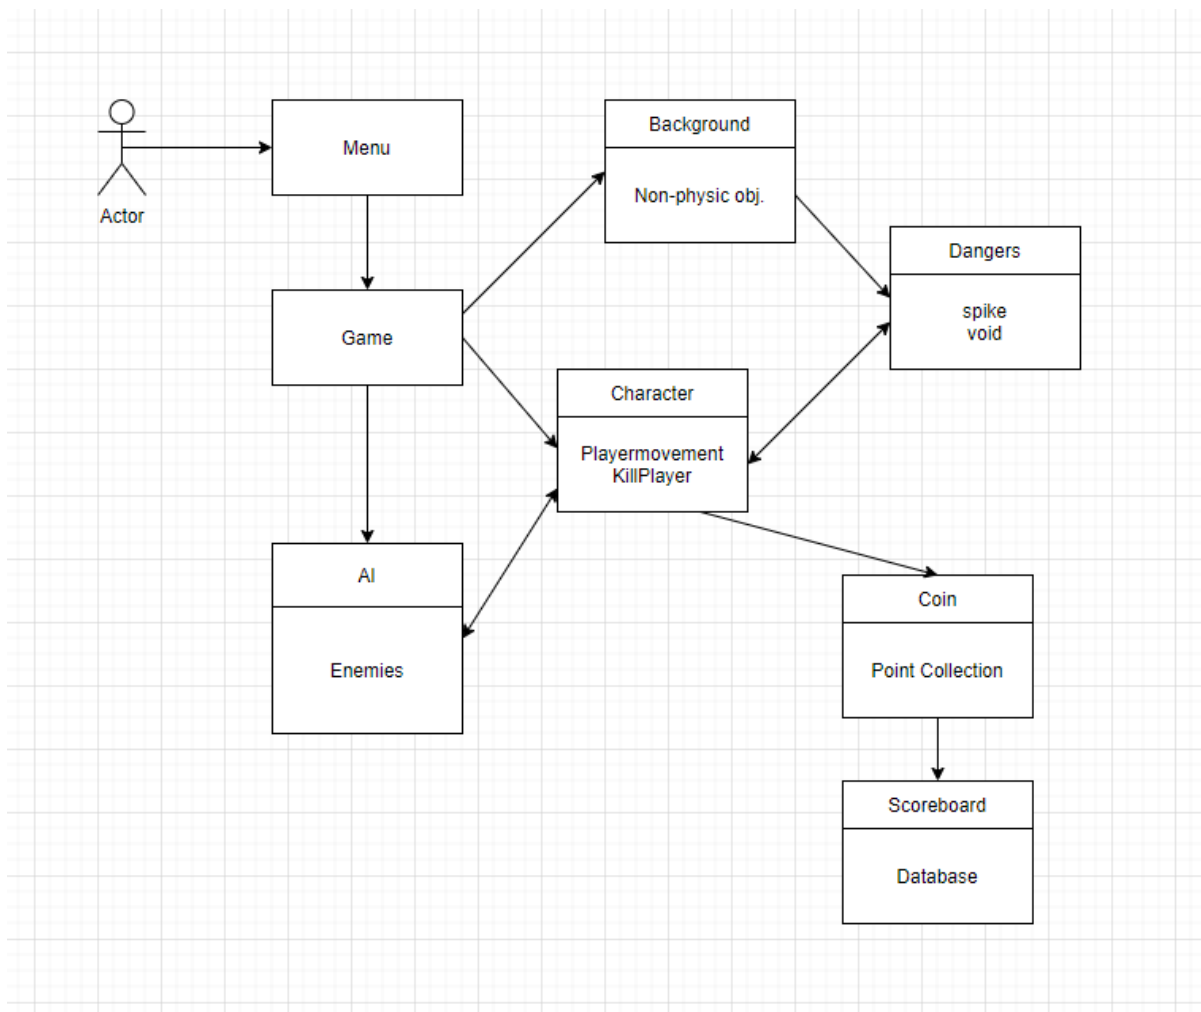 Actor
Menu
Game
Background
Non-physic obj.
Dangers
spike
void
Character
Playermovement
KillPlayer
AI
Enemies
Coin
Point Collection
Scoreboard
Database